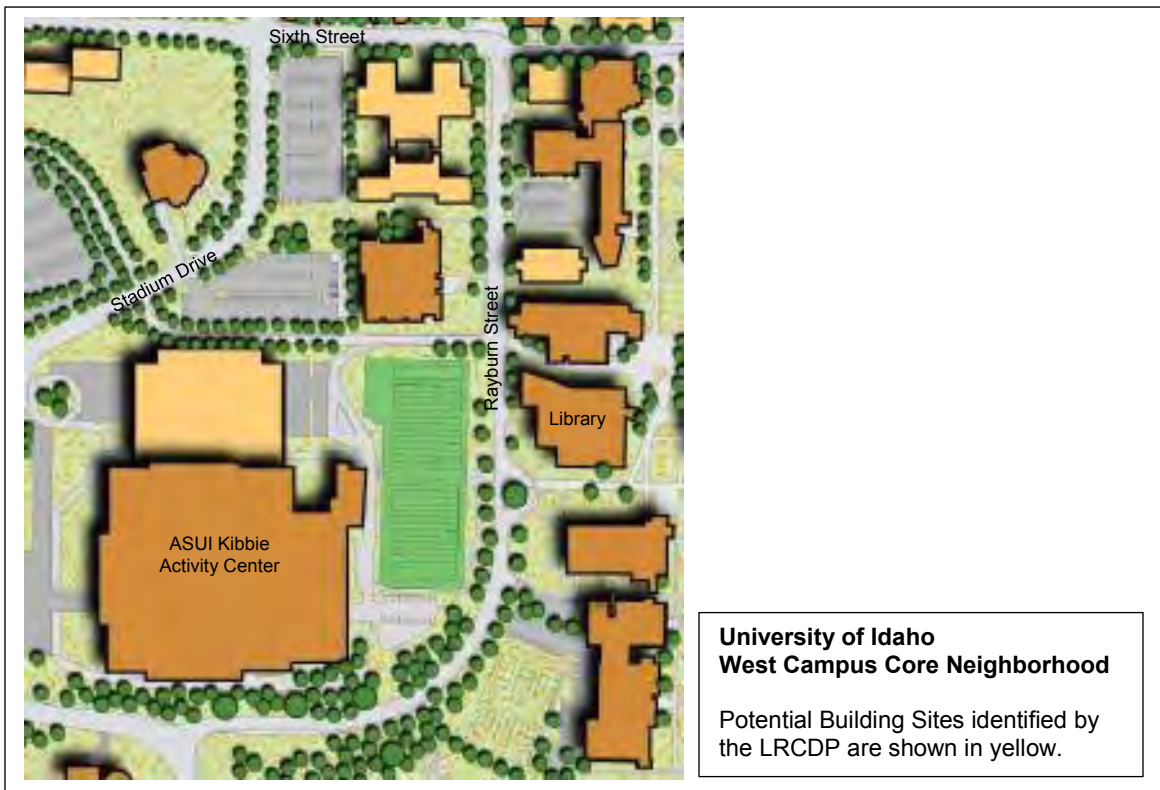 Sixth Street
Stadium Drive
Rayburn Street
Library
ASUI Kibbie
Activity Center
University of Idaho
West Campus Core Neighborhood
Potential Building Sites identified by
the LRCDP are shown in yellow.